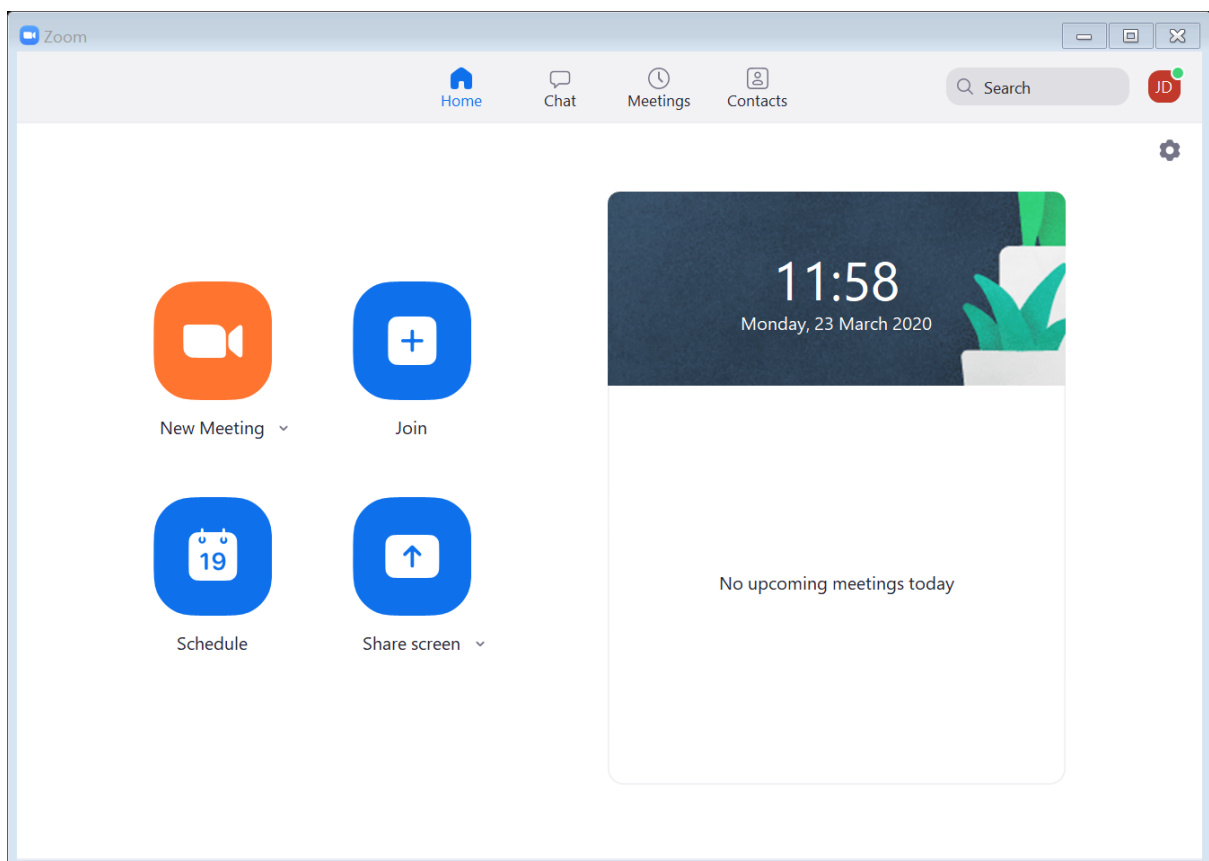 Zoom
Home
Chat
Meetings
Contacts
Search
JD
11:58
Monday, 23 March 2020
New Meeting
Join
19
Schedule
Share screen
No upcoming meetings today